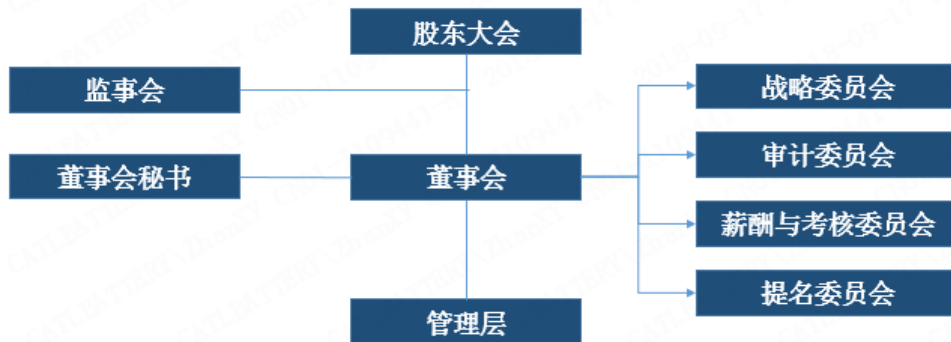 股东大会
监事会
战略委员会
审计委员会
董事会秘书
董事会
薪酬与考核委员会
提名委员会
管理层